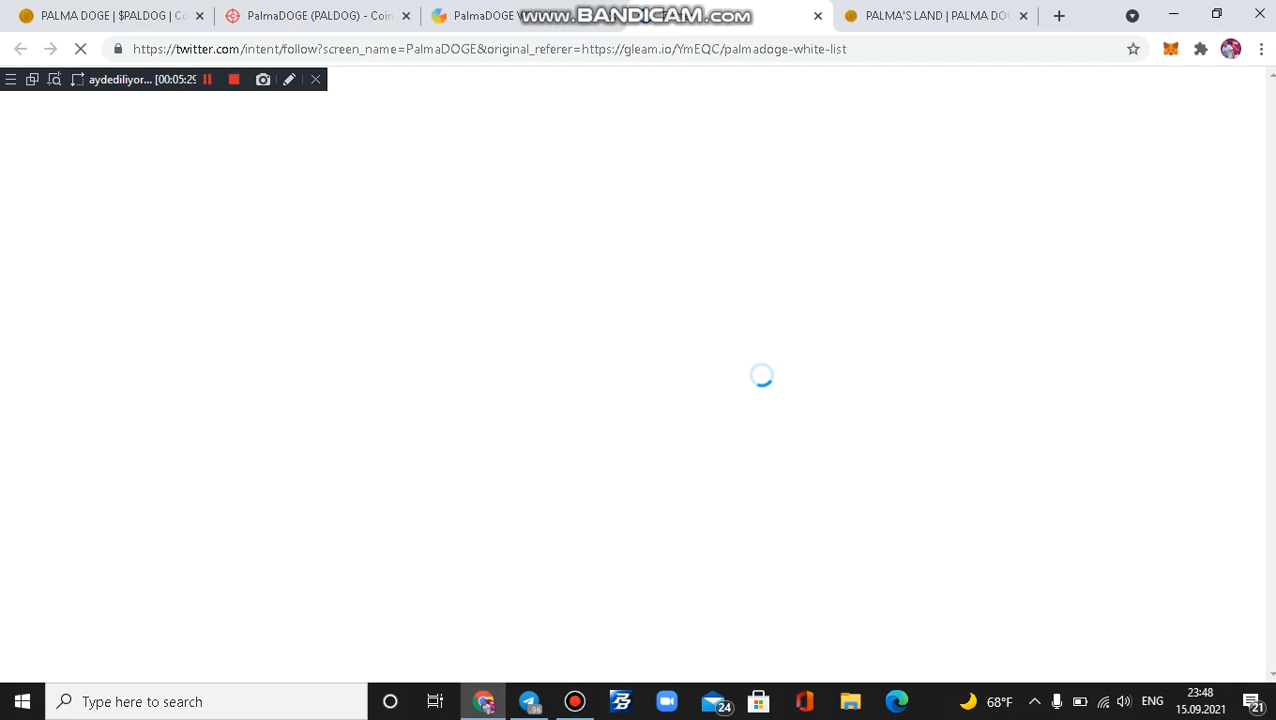 PALMA DOGE | $PALDOG | Co
PalmaDOGE (PALDOG) - Coin
PalmaDOGE W
www.BANDICAM.com
PALMA'S LAND | PALMA DO
https://twitter.com/intent/follow?screen_name=PalmaDOGE&original_referer=https://gleam.io/YmEQC/palmadoge-white-list
aydediliyor... [00:05:29
Type here to search
96
24
68°F
ENG
23:48
15.09.2021
21